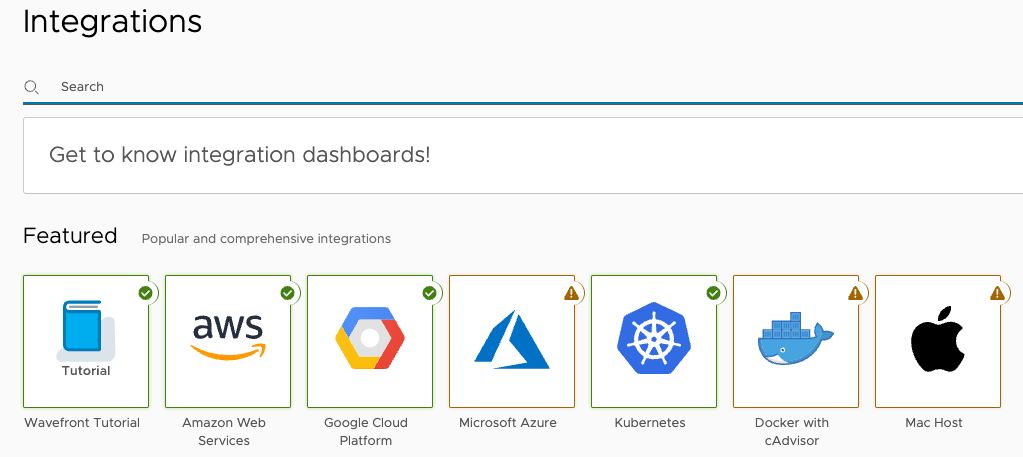 Integrations
Search
Get to know integration dashboards!
Featured Popular and comprehensive integrations
aws
Tutorial
Wavefront Tutorial
Amazon Web
Services
Google Cloud
Platform
Microsoft Azure
Kubernetes
Docker with
cAdvisor
Mac Host